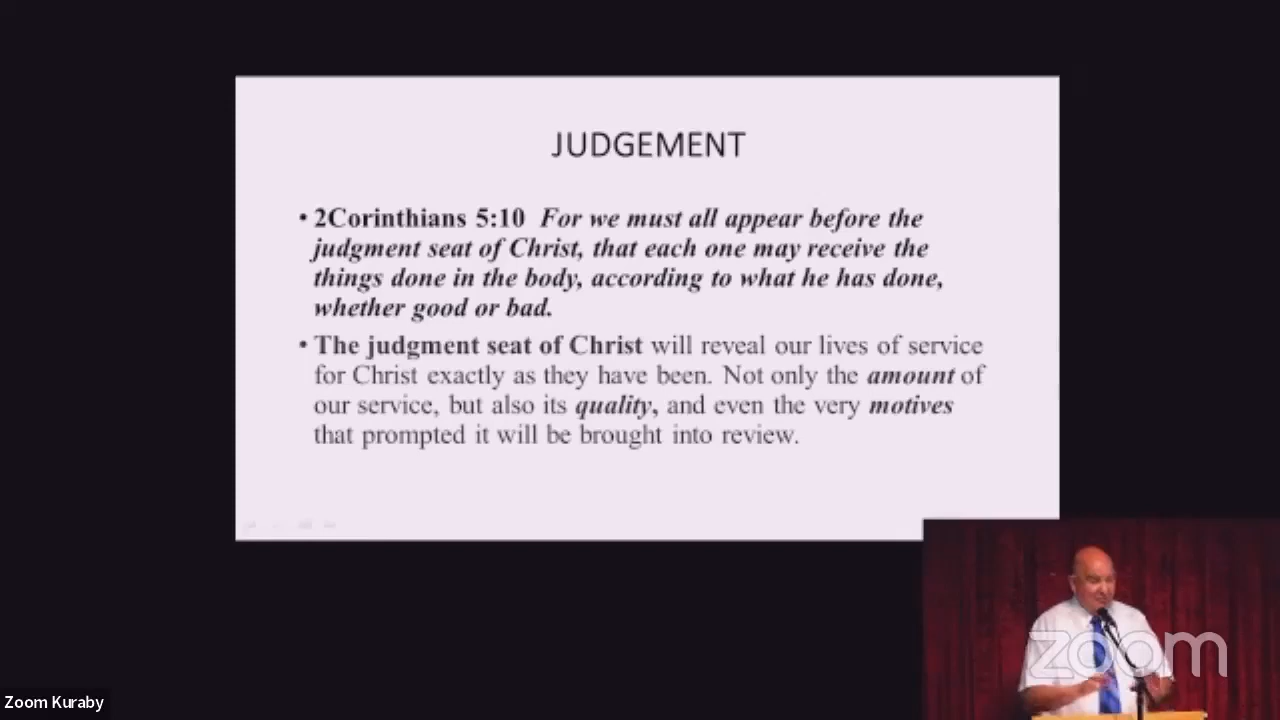 JUDGEMENT
• 2Corinthians 5:10 For we must all appear before the
judgment seat of Christ, that each one may receive the
things done in the body, according to what he has done,
whether good or bad.
• The judgment seat of Christ will reveal our lives of service
for Christ exactly as they have been. Not only the amount of
our service, but also its quality, and even the very motives
that prompted it will be brought into review.
zoom
Zoom Kuraby